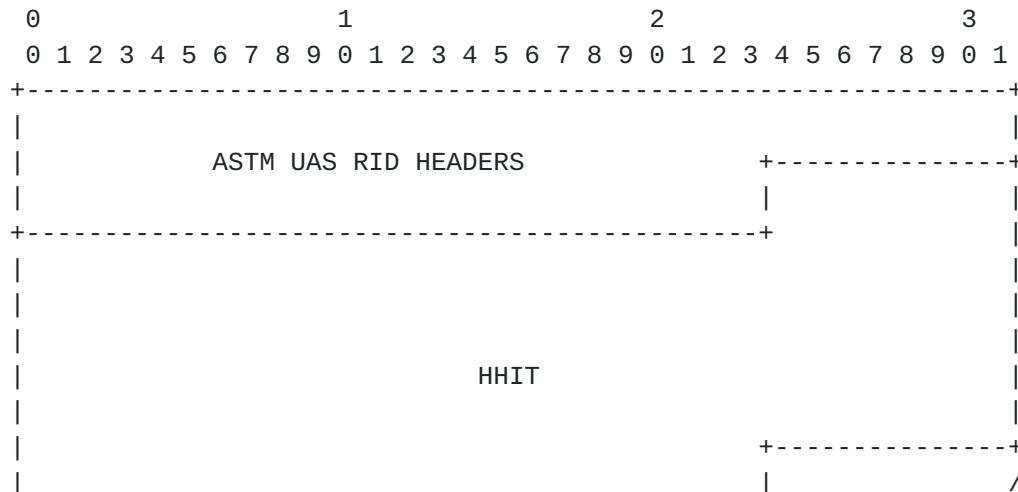 0                   1                   2                   3
0 1 2 3 4 5 6 7 8 9 0 1 2 3 4 5 6 7 8 9 0 1 2 3 4 5 6 7 8 9 0 1
+---------------------------------------------------------------+
|                                                               |
|            ASTM UAS RID HEADERS               +---------------+
|                                               |               |
+-----------------------------------------------+               |
|                                                               |
|                                                               |
|                                                               |
|                             HHIT                              |
|                                                               |
|                                               +---------------+
|                                               |               /